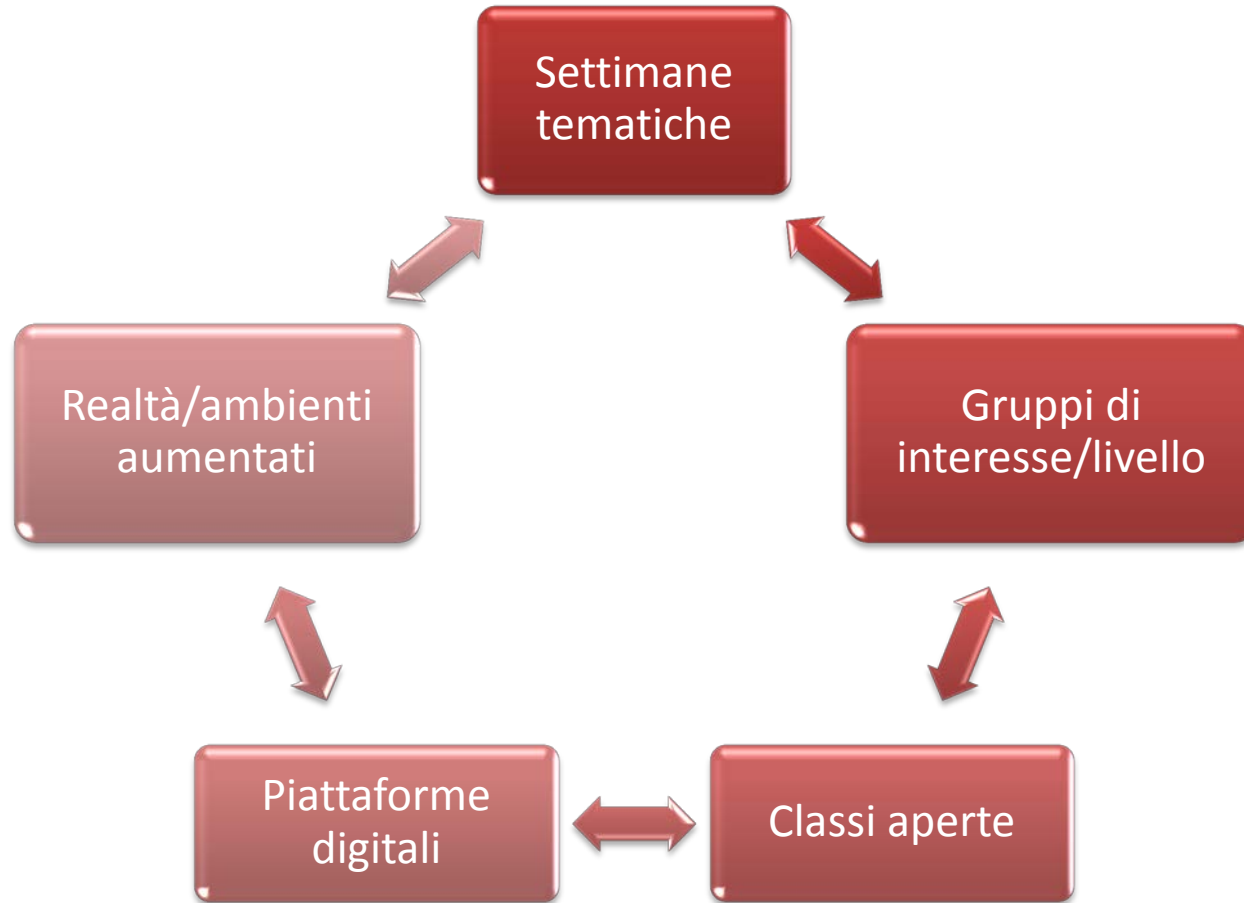 Settimane
tematiche
Realtà/ambienti
aumentati
Gruppi di
interesse/livello
Piattaforme
digitali
Classi aperte